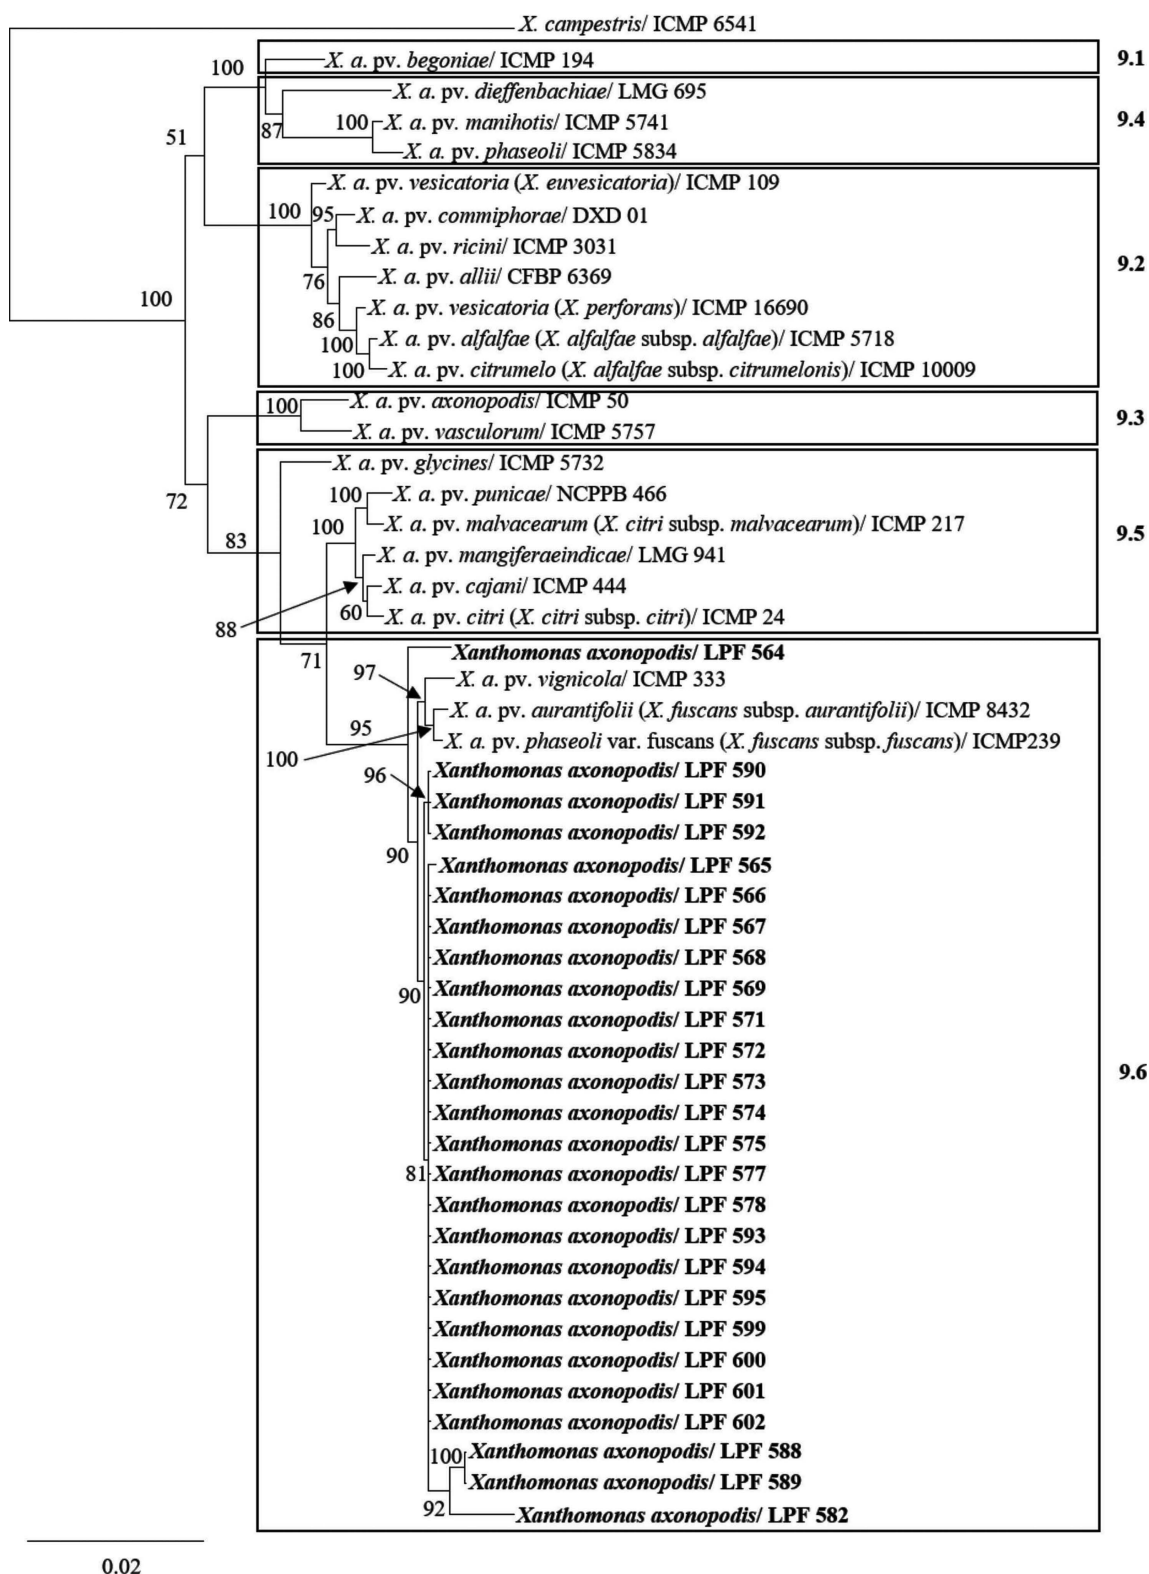 X. campestris/ ICMP 6541
100
X. a. pv. begoniae/ ICMP 194
9.1
X. a. pv. dieffenbachiae/ LMG 695
51
87
100
X. a. pv. manihotis/ ICMP 5741
9.4
X. a. pv. phaseoli/ ICMP 5834
X. a. pv. vesicatoria (X. euvesicatoria)/ ICMP 109
100
95
X. a. pv. commiphorae/ DXD 01
X. a. pv. ricini/ ICMP 3031
9.2
76
X. a. pv. allii/ CFBP 6369
100
X. a. pv. vesicatoria (X. perforans)/ ICMP 16690
86
100
X. a. pv. alfalfae (X. alfalfae subsp. alfalfae)/ ICMP 5718
100
X. a. pv. citrumelo (X. alfalfae subsp. citrumelonis)/ ICMP 10009
100
X. a. pv. axonopodis/ ICMP 50
9.3
X. a. pv. vasculorum/ ICMP 5757
X. a. pv. glycines/ ICMP 5732
72
100
X. a. pv. punicae/ NCPPB 466
83
100
X. a. pv. malvacearum (X. citri subsp. malvacearum)/ ICMP 217
9.5
X. a. pv. mangiferaeindicae/ LMG 941
X. a. pv. cajani/ ICMP 444
88
60
X. a. pv. citri (X. citri subsp. citri)/ ICMP 24
71
Xanthomonas axonopodis/ LPF 564
97
X. a. pv. vignicola/ ICMP 333
95
X. a. pv. aurantifolii (X. fuscans subsp. aurantifolii)/ ICMP 8432
100
X. a. pv. phaseoli var. fuscans (X. fuscans subsp. fuscans)/ ICMP239
96
Xanthomonas axonopodis/ LPF 590
Xanthomonas axonopodis/ LPF 591
Xanthomonas axonopodis/ LPF 592
90
Xanthomonas axonopodis/ LPF 565
Xanthomonas axonopodis/ LPF 566
Xanthomonas axonopodis/ LPF 567
Xanthomonas axonopodis/ LPF 568
90
Xanthomonas axonopodis/ LPF 569
Xanthomonas axonopodis/ LPF 571
Xanthomonas axonopodis/ LPF 572
Xanthomonas axonopodis/ LPF 573
9.6
Xanthomonas axonopodis/ LPF 574
Xanthomonas axonopodis/ LPF 575
81
Xanthomonas axonopodis/ LPF 577
Xanthomonas axonopodis/ LPF 578
Xanthomonas axonopodis/ LPF 593
Xanthomonas axonopodis/ LPF 594
Xanthomonas axonopodis/ LPF 595
Xanthomonas axonopodis/ LPF 599
Xanthomonas axonopodis/ LPF 600
Xanthomonas axonopodis/ LPF 601
Xanthomonas axonopodis/ LPF 602
100
Xanthomonas axonopodis/ LPF 588
Xanthomonas axonopodis/ LPF 589
92
Xanthomonas axonopodis/ LPF 582
0.02